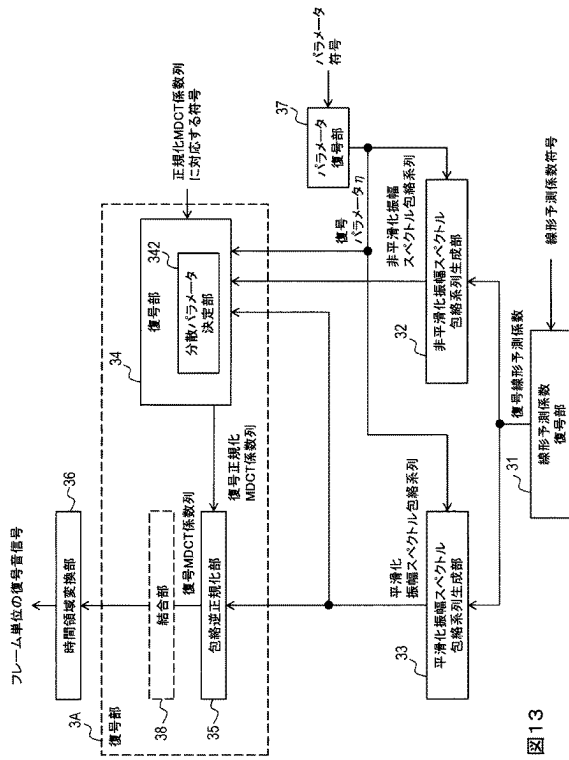 フレーム単位の復号音信号
時間領域変換部
36
3A
復号部
結合部
38
復号MDCT係数列
包絡逆正規化部
35
復号正規化
MDCT係数列
34
復号部
342
分散パラメータ
決定部
正規化MDCT係数列
に対応する符号
平滑化
振幅スペクトル包絡系列
復号
パラメータη
非平滑化振幅
スペクトル包絡系列
37
パラメータ
復号部
パラメータ
符号
平滑化振幅スペクトル
包絡系列生成部
33
非平滑化振幅スペクトル
包絡系列生成部
32
復号線形予測係数
31
線形予測係数
復号部
線形予測係数符号
図13